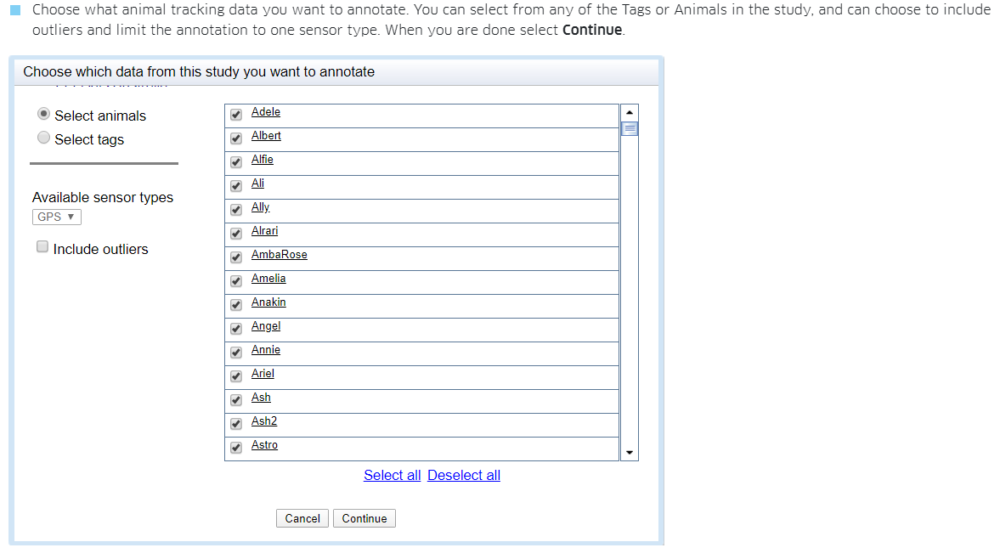 Choose what animal tracking data you want to annotate. You can select from any of the Tags or Animals in the study, and can choose to include
outliers and limit the annotation to one sensor type. When you are done select Continue.
Choose which data from this study you want to annotate
Select animals
Select tags
Available sensor types
GPS
Include outliers
Adele
Albert
Alfie
Ali
Ally.
Alrari
AmbaRose
Amelia
Anakin
Angel
Annie
Ariel
Ash
Ash2
Astro
Select all Deselect all
Cancel Continue